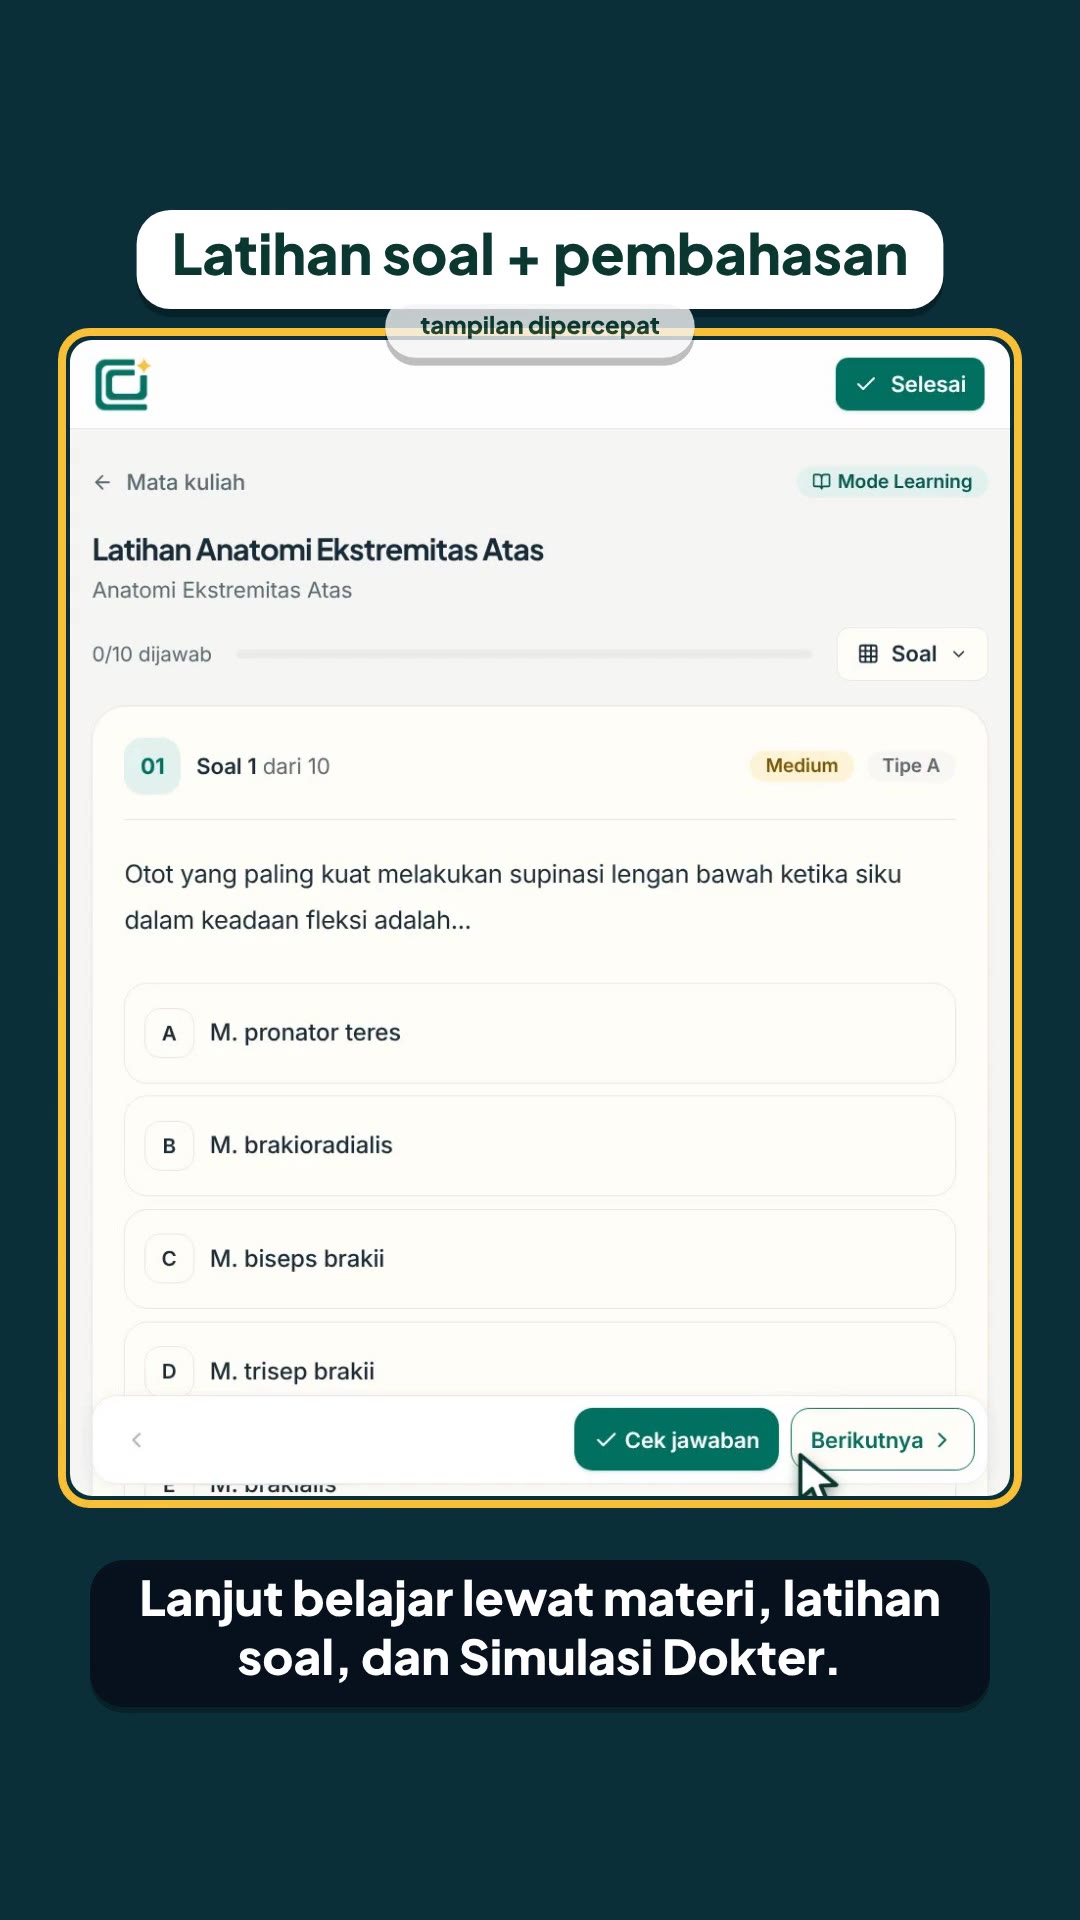 Latihan soal + pembahasan
tampilan dipercepat
Selesai
Mata kuliah
Mode Learning
Latihan Anatomi Ekstremitas Atas
Anatomi Ekstremitas Atas
0/10 dijawab
Soal
01
Soal 1 dari 10
Medium
Tipe A
Otot yang paling kuat melakukan supinasi lengan bawah ketika siku
dalam keadaan fleksi adalah...
A
M. pronator teres
B
M. brakioradialis
C
M. biseps brakii
D
M. trisep brakii
Cek jawaban
Berikutnya
E
M. brakialis
Lanjut belajar lewat materi, latihan
soal, dan Simulasi Dokter.